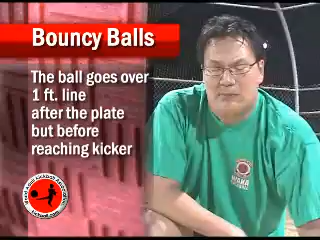 Bouncy Balls
The ball goes over
1 ft. line
after the plate
but before
reaching kicker